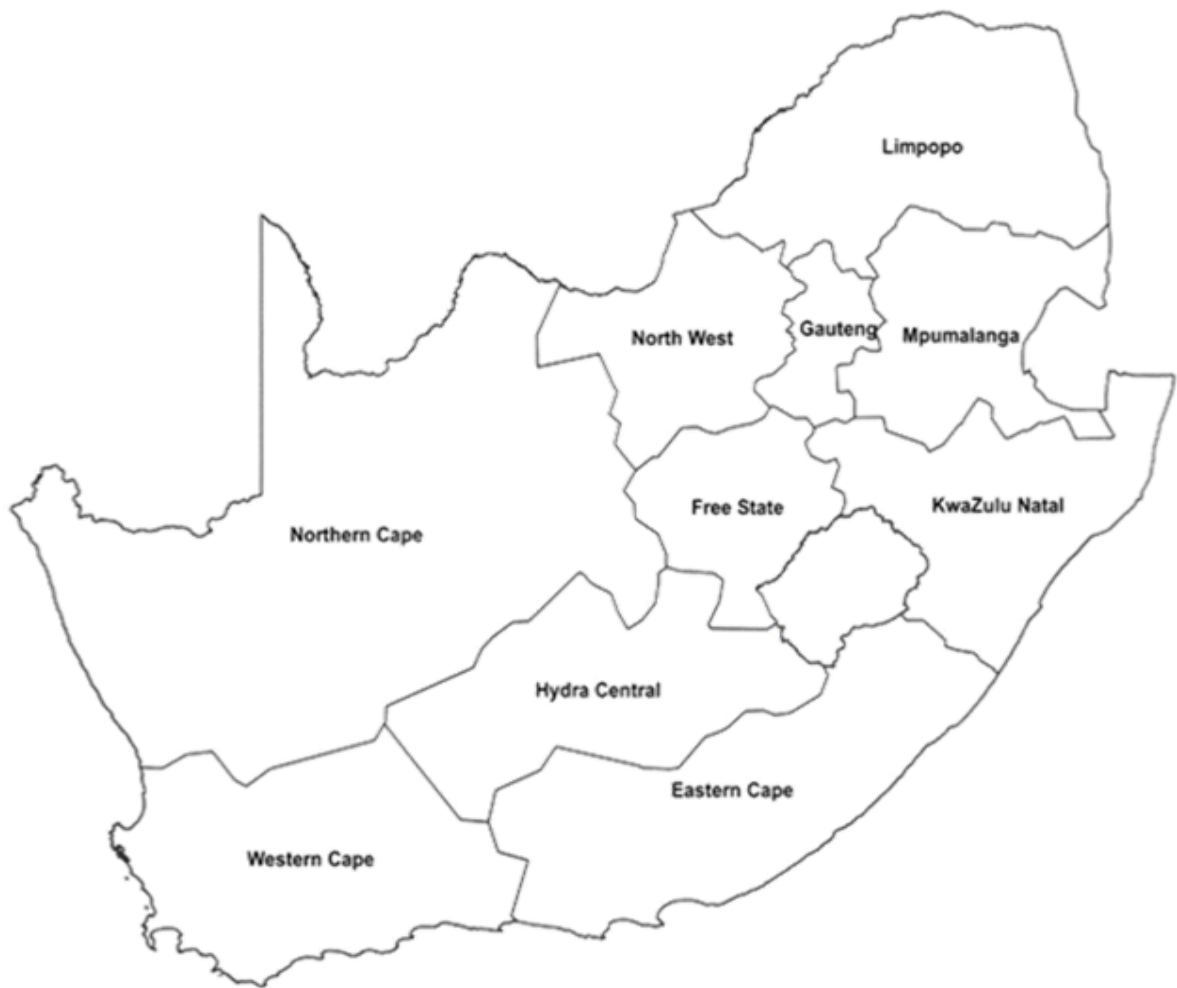 Limpopo
North West
Gauteng
Mpumalanga
Free State
KwaZulu Natal
Northern Cape
Hydra Central
Eastern Cape
Western Cape